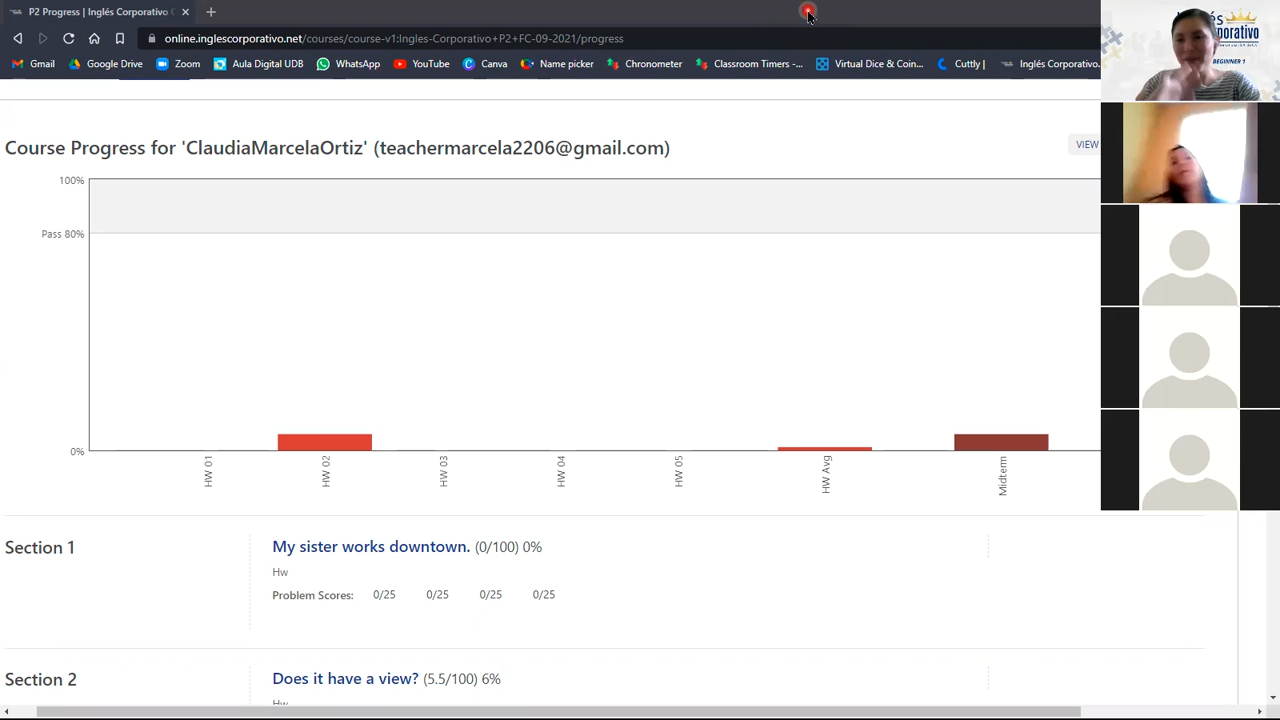 P2 Progress | Inglés Corporativo
online.inglescorporativo.net/courses/course-v1:Ingles-Corporativo+P2+FC-09-2021/progress
Gmail Google Drive Zoom Aula Digital UDB WhatsApp YouTube Canva Name picker Chronometer Classroom Timers -... Virtual Dice & Coin... Cuttly | Inglés Corporativo.
BEGINNER 1
Course Progress for 'ClaudiaMarcelaOrtiz' (teachermarcela2206@gmail.com)
VIEW
100%
Pass 80%
0%
HW 01
HW 02
HW 03
HW 04
HW 05
HW Avg
Midterm
Section 1
My sister works downtown. (0/100) 0%
Hw
Problem Scores: 0/25 0/25 0/25 0/25
Section 2
Does it have a view? (5.5/100) 6%
Hw